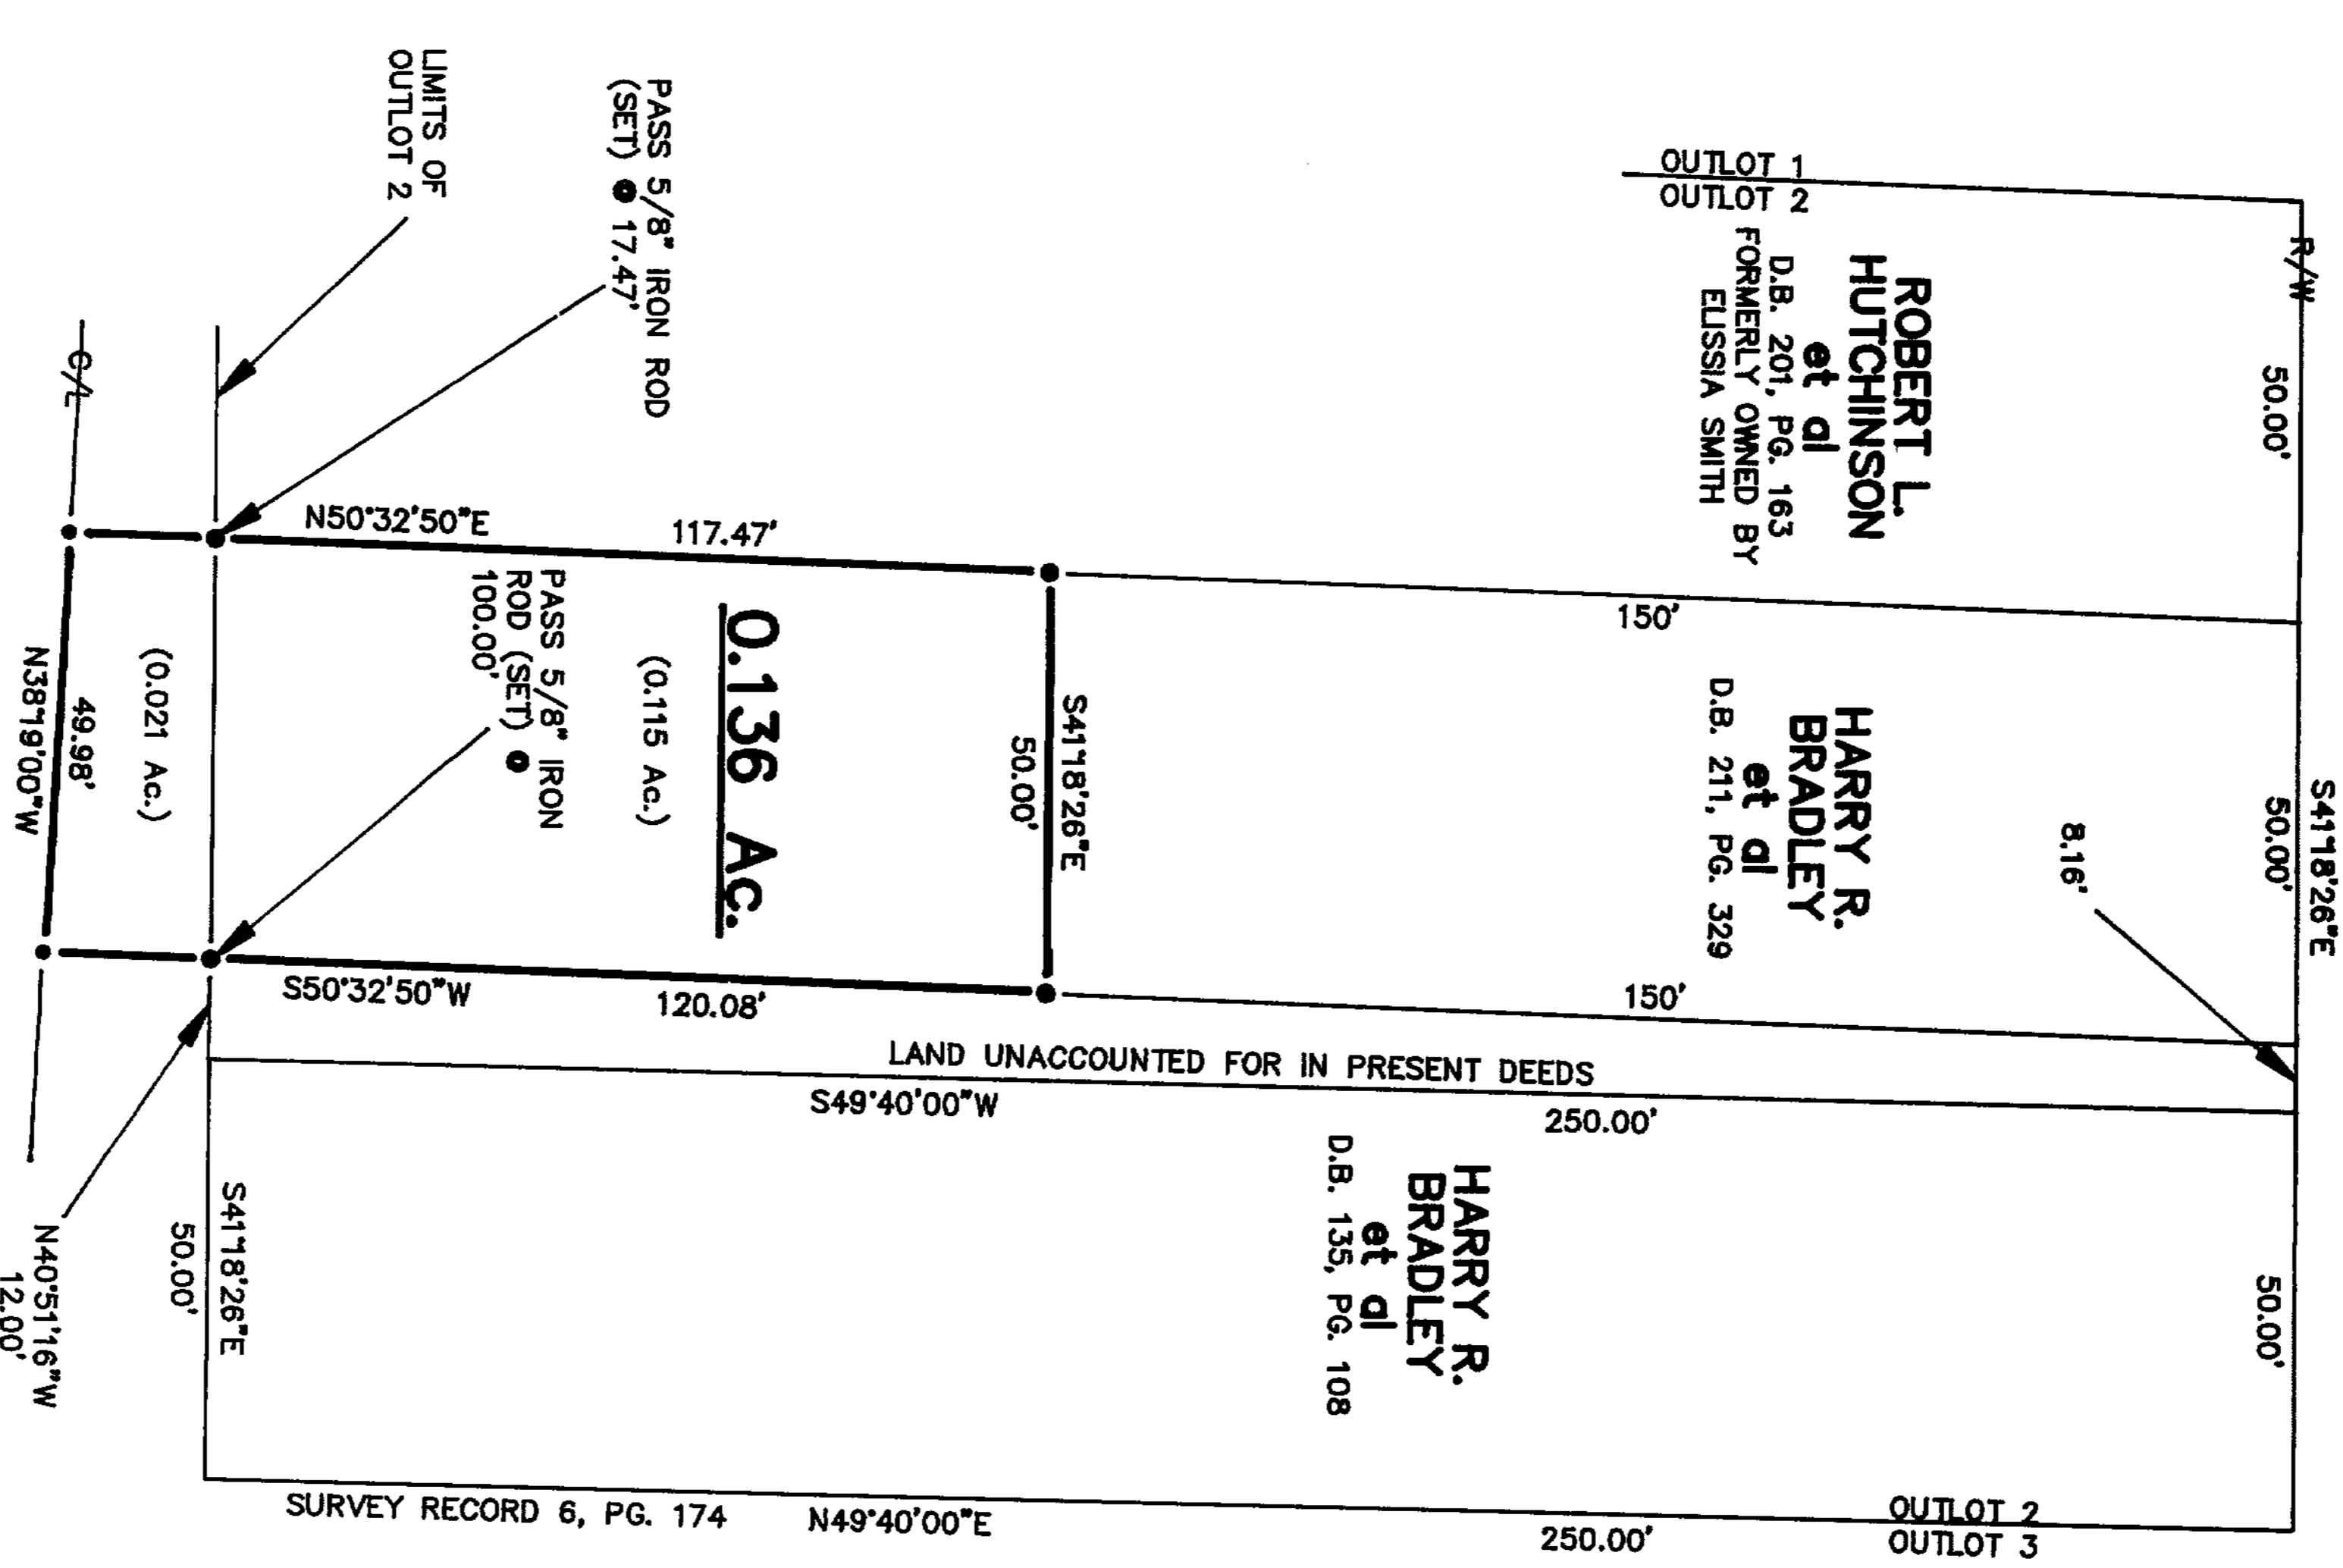 OUTLOT 1
OUTLOT 2
R/W
50.00'
ROBERT L.
HUTCHINSON
et al
D.B. 201, PG. 163
FORMERLY OWNED BY
ELISSIA SMITH
LIMITS OF
OUTLOT 2
PASS 5/8" IRON ROD
(SET) @ 17.47'
C/L
N50°32'50"E
117.47'
150'
S41°18'26"E
50.00'
HARRY R.
BRADLEY
et al
D.B. 211, PG. 329
8.16'
S41°18'26"E
50.00'
0.136 Ac.
(0.115 Ac.)
PASS 5/8" IRON
ROD (SET) @
100.00'
(0.021 Ac.)
49.98'
N38°19'00"W
S50°32'50"W
120.08'
150'
LAND UNACCOUNTED FOR IN PRESENT DEEDS
S49°40'00"W
250.00'
HARRY R.
BRADLEY
et al
D.B. 135, PG. 108
50.00'
S41°18'26"E
50.00'
N40°51'16"W
12.00'
SURVEY RECORD 6, PG. 174
N49°40'00"E
250.00'
OUTLOT 2
OUTLOT 3